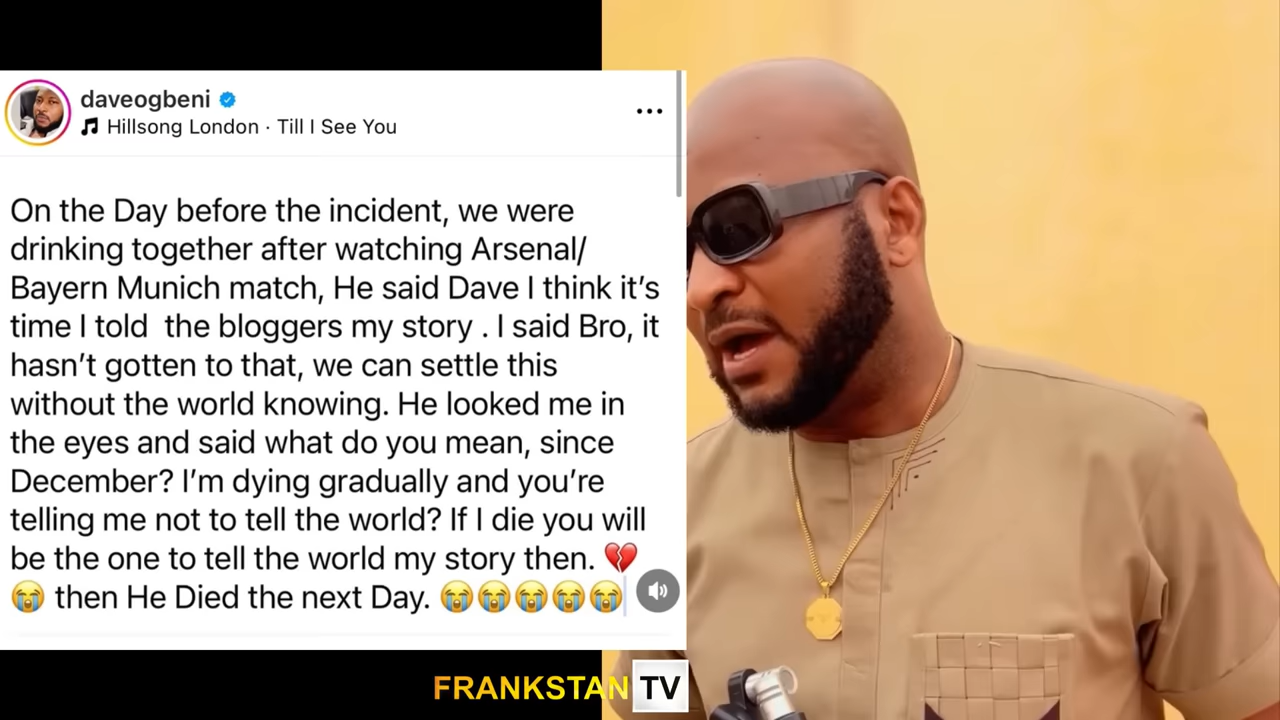 daveogbeni
Hillsong London · Till I See You
On the Day before the incident, we were
drinking together after watching Arsenal/
Bayern Munich match, He said Dave I think it's
time I told  the bloggers my story . I said Bro, it
hasn't gotten to that, we can settle this
without the world knowing. He looked me in
the eyes and said what do you mean, since
December? I'm dying gradually and you're
telling me not to tell the world? If I die you will
be the one to tell the world my story then. 💔
😭 then He Died the next Day. 😭😭😭😭😭
FRANKSTAN TV